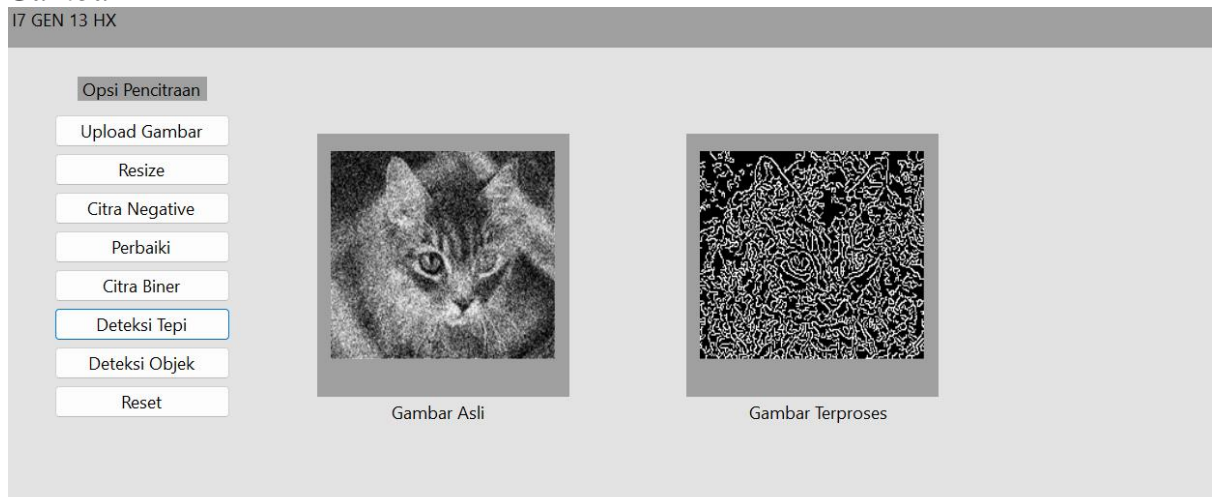 I7 GEN 13 HX
Opsi Pencitraan
Upload Gambar
Resize
Citra Negative
Perbaiki
Citra Biner
Deteksi Tepi
Deteksi Objek
Reset
Gambar Asli
Gambar Terproses